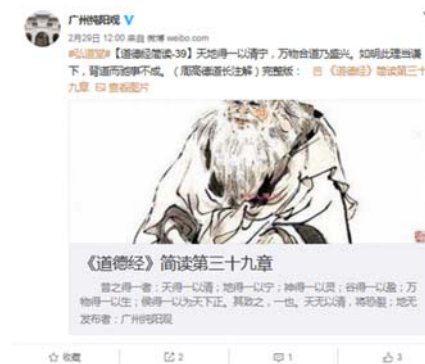 广州纯阳观
2月29日 12:00 来自 微博 weibo.com
#弘道堂#【道德经简读-39】天地得一以清宁,万物合道乃盛兴。如明此理当谦
下,背道而驰事不成。(周高德道长注解)完整版: 《道德经》简读第三十
九章 查看图片
《道德经》简读第三十九章
昔之得一者:天得一以清;地得一以宁;神得一以灵;谷得一以盈;万
物得一以生;侯得一以为天下正。其致之,一也。天无以清,将恐裂;地无
发布者:广州纯阳观
收藏 2 1 3